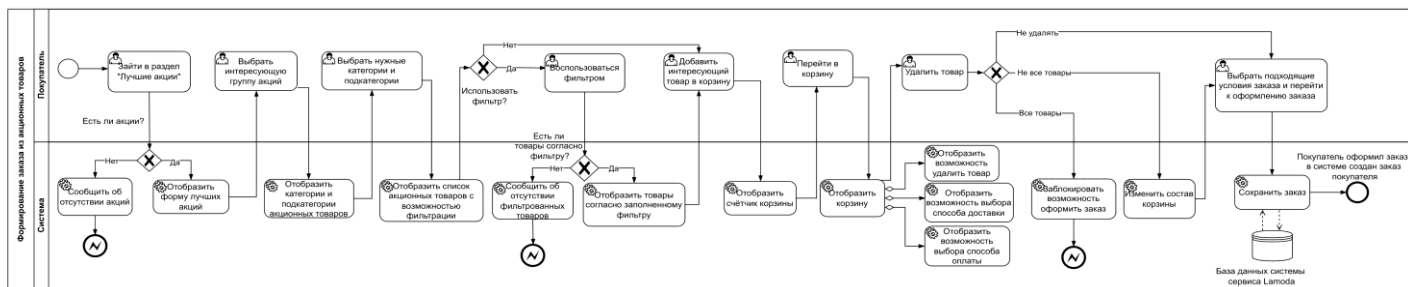 Формирование заказа из акционных товаров
Покупатель
Система
Зайти в раздел
"Лучшие акции"
Есть ли акции?
Нет
Да
Сообщить об
отсутствии акций
Отобразить
форму лучших
акций
Выбрать
интересующую
группу акций
Отобразить
категории и
подкатегории
акционных товаров
Выбрать нужные
категории и
подкатегории
Отобразить список
акционных товаров с
возможностью
фильтрации
Использовать
фильтр?
Нет
Да
Воспользоваться
фильтром
Есть ли
товары согласно
фильтру?
Нет
Да
Сообщить об
отсутствии
фильтрованных
товаров
Отобразить товары
согласно заполненному
фильтру
Добавить
интересующий
товар в корзину
Отобразить
счётчик корзины
Перейти в
корзину
Отобразить
корзину
Отобразить
возможность
удалить товар
Отобразить
возможность выбора
способа доставки
Отобразить
возможность
выбора способа
оплаты
Удалить товар
Не удалять
Не все товары
Все товары
Заблокировать
возможность
оформить заказ
Изменить состав
корзины
Выбрать подходящие
условия заказа и перейти
к оформлению заказа
Сохранить заказ
База данных системы
сервиса Lamoda
Покупатель оформил заказ
в системе создан заказ
покупателя